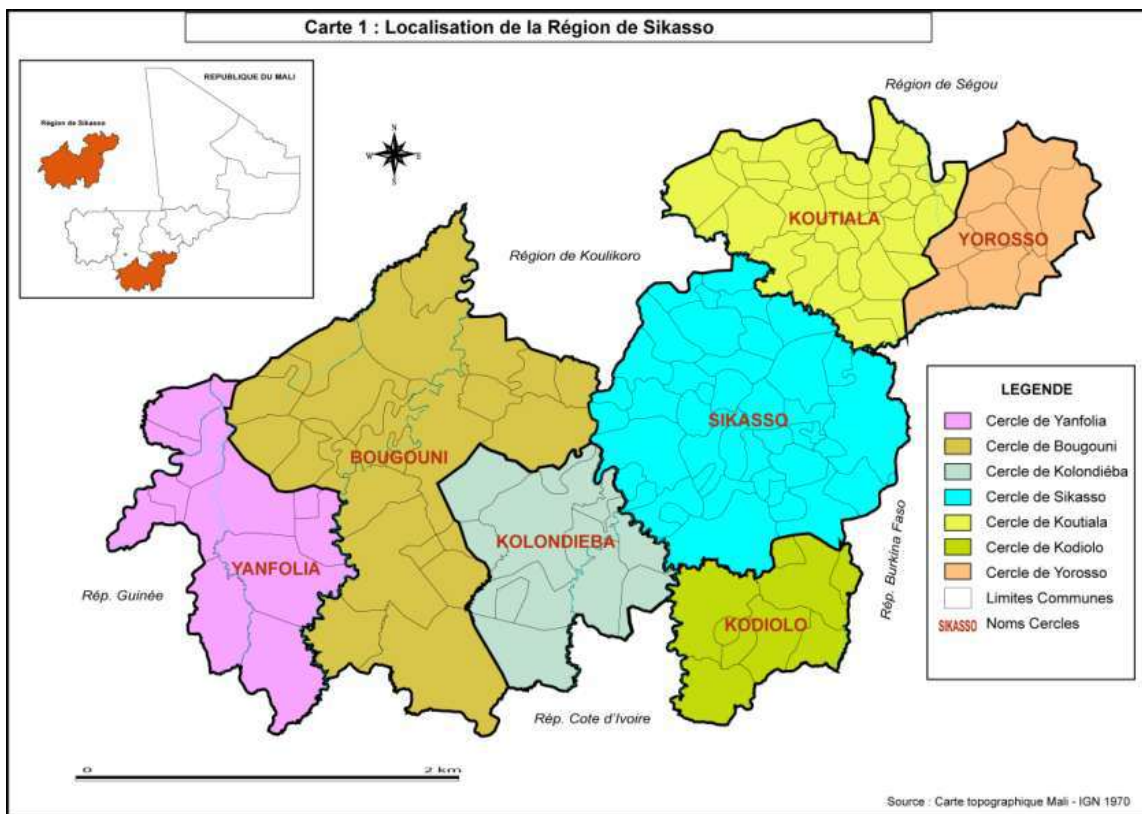 Carte 1 : Localisation de la Région de Sikasso
REPUBLIQUE DU MALI
Région de Sikasso
N
W E
S
Région de Ségou
Région de Koulikoro
KOUTIALA
YOROSSO
SIKASSO
BOUGOUNI
KOLONDIEBA
YANFOLIA
KODIOLO
Rép. Guinée
Rép. Burkina Faso
Rép. Cote d'Ivoire
LEGENDE
Cercle de Yanfolia
Cercle de Bougouni
Cercle de Kolondiéba
Cercle de Sikasso
Cercle de Koutiala
Cercle de Kodiolo
Cercle de Yorosso
Limites Communes
SIKASSO Noms Cercles
0 2 km
Source : Carte topographique Mali - IGN 1970